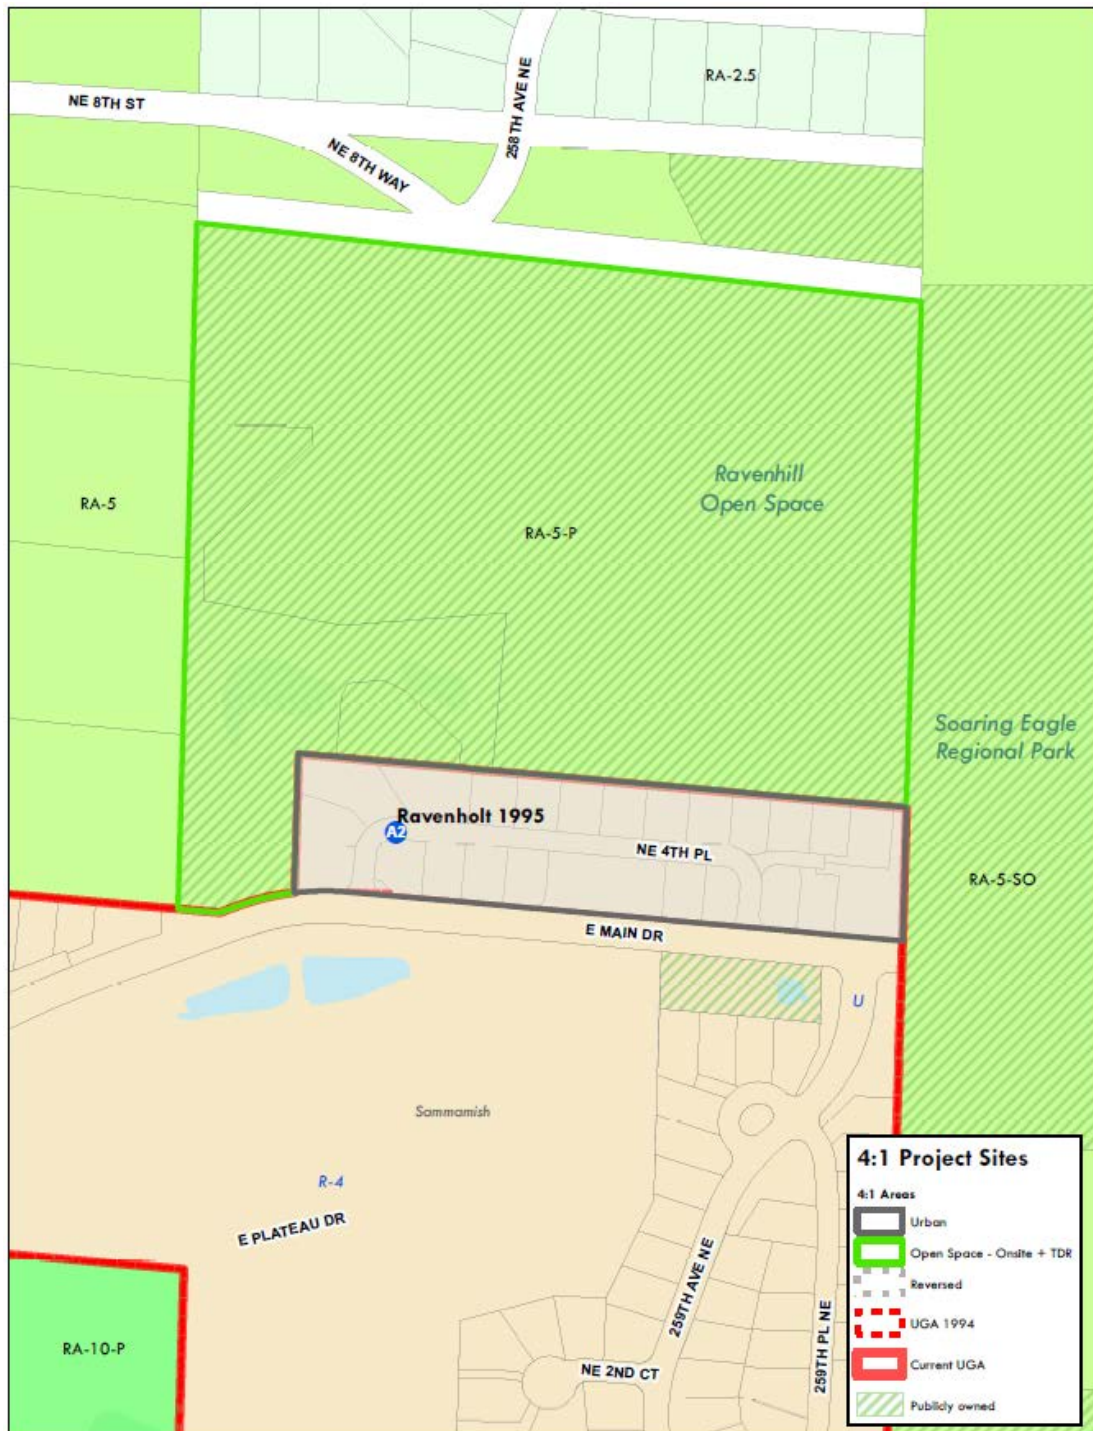 RA-2.5
NE 8TH ST
258TH AVE NE
NE 8TH WAY
Ravenhill
Open Space
RA-5
RA-5-P
Soaring Eagle
Regional Park
Ravenholt 1995
A2
NE 4TH PL
RA-5-SO
E MAIN DR
U
Sammamish
R-4
E PLATEAU DR
259TH AVE NE
259TH PL NE
NE 2ND CT
RA-10-P
4:1 Project Sites
4:1 Areas
Urban
Open Space - Onsite + TDR
Reversed
UGA 1994
Current UGA
Publicly owned